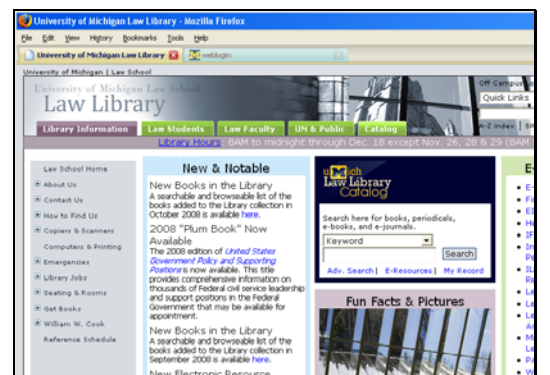 University of Michigan Law Library - Mozilla Firefox
File Edit View History Bookmarks Tools Help
University of Michigan Law Library
weblogin:
University of Michigan | Law School
University of Michigan Law School
Law Library
Off Campus
Quick Links
A-Z Index
Library Information
Law Students
Law Faculty
UM & Public
Catalog
Library Hours: 8AM to midnight through Dec. 18 except Nov. 26, 28 & 29 (8AM
Law School Home
About Us
Contact Us
How to Find Us
Copiers & Scanners
Computers & Printing
Emergencies
Library Jobs
Seating & Rooms
Get Books
William W. Cook
Reference Schedule
New & Notable
New Books in the Library
A searchable and browseable list of the
books added to the Library collection in
October 2008 is available here.
2008 "Plum Book" Now
Available
The 2008 edition of United States
Government Policy and Supporting
Positions is now available. This title
provides comprehensive information on
thousands of Federal civil service leadership
and support positions in the Federal
Government that may be available for
appointment.
New Books in the Library
A searchable and browseable list of the
books added to the Library collection in
September 2008 is available here.
New Electronic Resource
Law Library
Catalog
Search here for books, periodicals,
e-books, and e-journals.
Keyword
Search
Adv. Search | E-Resources | My Record
Fun Facts & Pictures